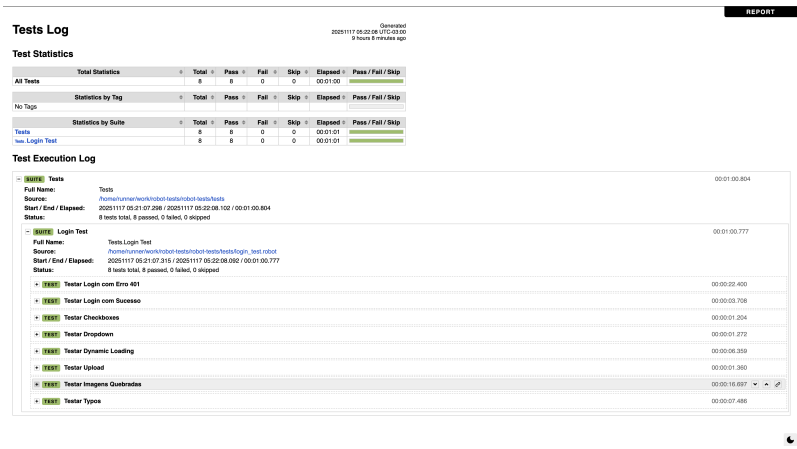 REPORT
Tests Log
Generated
20251117 05:22:08 UTC-03:00
9 hours 8 minutes ago
Test Statistics
Total Statistics Total Pass Fail Skip Elapsed Pass / Fail / Skip
All Tests 8 8 0 0 00:01:00
Statistics by Tag Total Pass Fail Skip Elapsed Pass / Fail / Skip
No Tags
Statistics by Suite Total Pass Fail Skip Elapsed Pass / Fail / Skip
Tests 8 8 0 0 00:01:01
Tests . Login Test 8 8 0 0 00:01:01
Test Execution Log
SUITE Tests 00:01:00.804
Full Name: Tests
Source: /home/runner/work/robot-tests/robot-tests/tests
Start / End / Elapsed: 20251117 05:21:07.298 / 20251117 05:22:08.102 / 00:01:00.804
Status: 8 tests total, 8 passed, 0 failed, 0 skipped
SUITE Login Test 00:01:00.777
Full Name: Tests.Login Test
Source: /home/runner/work/robot-tests/robot-tests/tests/login_test.robot
Start / End / Elapsed: 20251117 05:21:07.315 / 20251117 05:22:08.092 / 00:01:00.777
Status: 8 tests total, 8 passed, 0 failed, 0 skipped
TEST Testar Login com Erro 401 00:00:22.400
TEST Testar Login com Sucesso 00:00:03.708
TEST Testar Checkboxes 00:00:01.204
TEST Testar Dropdown 00:00:01.272
TEST Testar Dynamic Loading 00:00:06.359
TEST Testar Upload 00:00:01.360
TEST Testar Imagens Quebradas 00:00:16.697
TEST Testar Typos 00:00:07.486